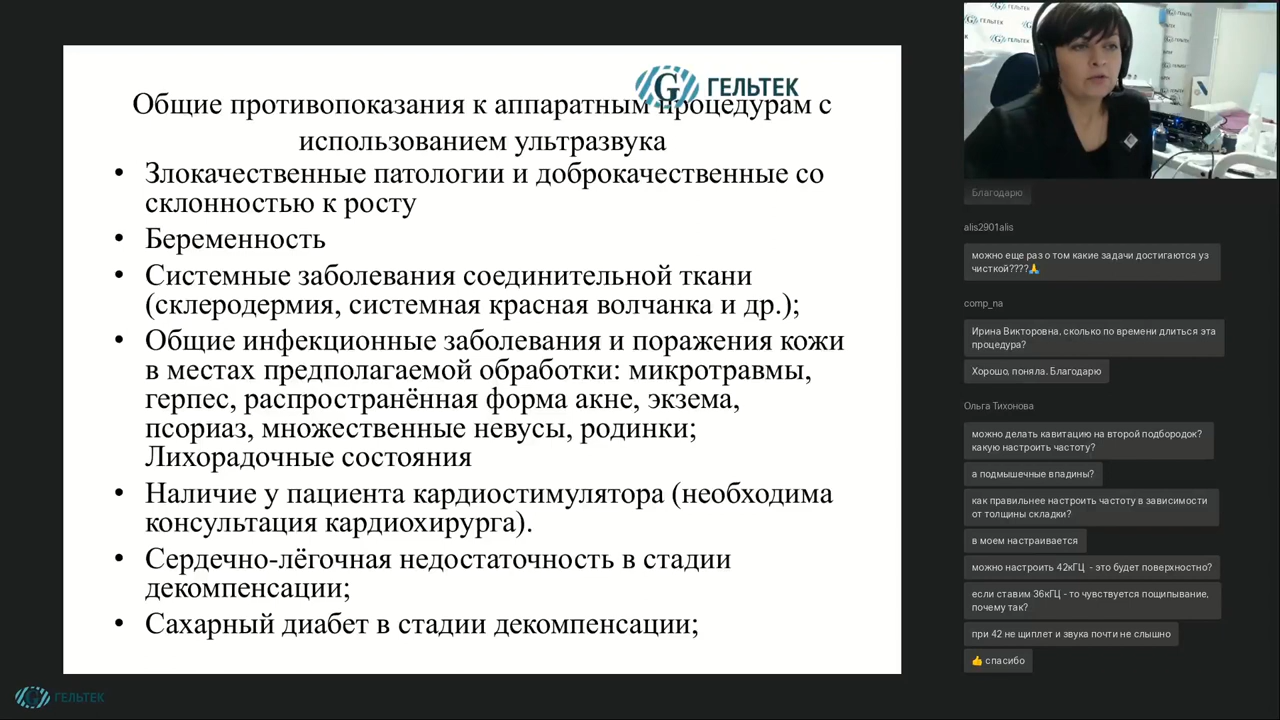 ГЕЛЬТЕК
Общие противопоказания к аппаратным процедурам с
использованием ультразвука
• Злокачественные патологии и доброкачественные со
склонностью к росту
• Беременность
• Системные заболевания соединительной ткани
(склеродермия, системная красная волчанка и др.);
• Общие инфекционные заболевания и поражения кожи
в местах предполагаемой обработки: микротравмы,
герпес, распространённая форма акне, экзема,
псориаз, множественные невусы, родинки;
Лихорадочные состояния
• Наличие у пациента кардиостимулятора (необходима
консультация кардиохирурга).
• Сердечно-лёгочная недостаточность в стадии
декомпенсации;
• Сахарный диабет в стадии декомпенсации;
ГЕЛЬТЕК
ГЕЛЬТЕК
Благодарю
alis2901alis
можно еще раз о том какие задачи достигаются уз
чисткой????🙏
comp_na
Ирина Викторовна, сколько по времени длиться эта
процедура?
Хорошо, поняла. Благодарю
Ольга Тихонова
можно делать кавитацию на второй подбородок?
какую настроить частоту?
а подмышечные впадины?
как правильнее настроить частоту в зависимости
от толщины складки?
в моем настраивается
можно настроить 42кГЦ - это будет поверхностно?
если ставим 36кГЦ - то чувствуется пощипывание,
почему так?
при 42 не щиплет и звука почти не слышно
👍 спасибо